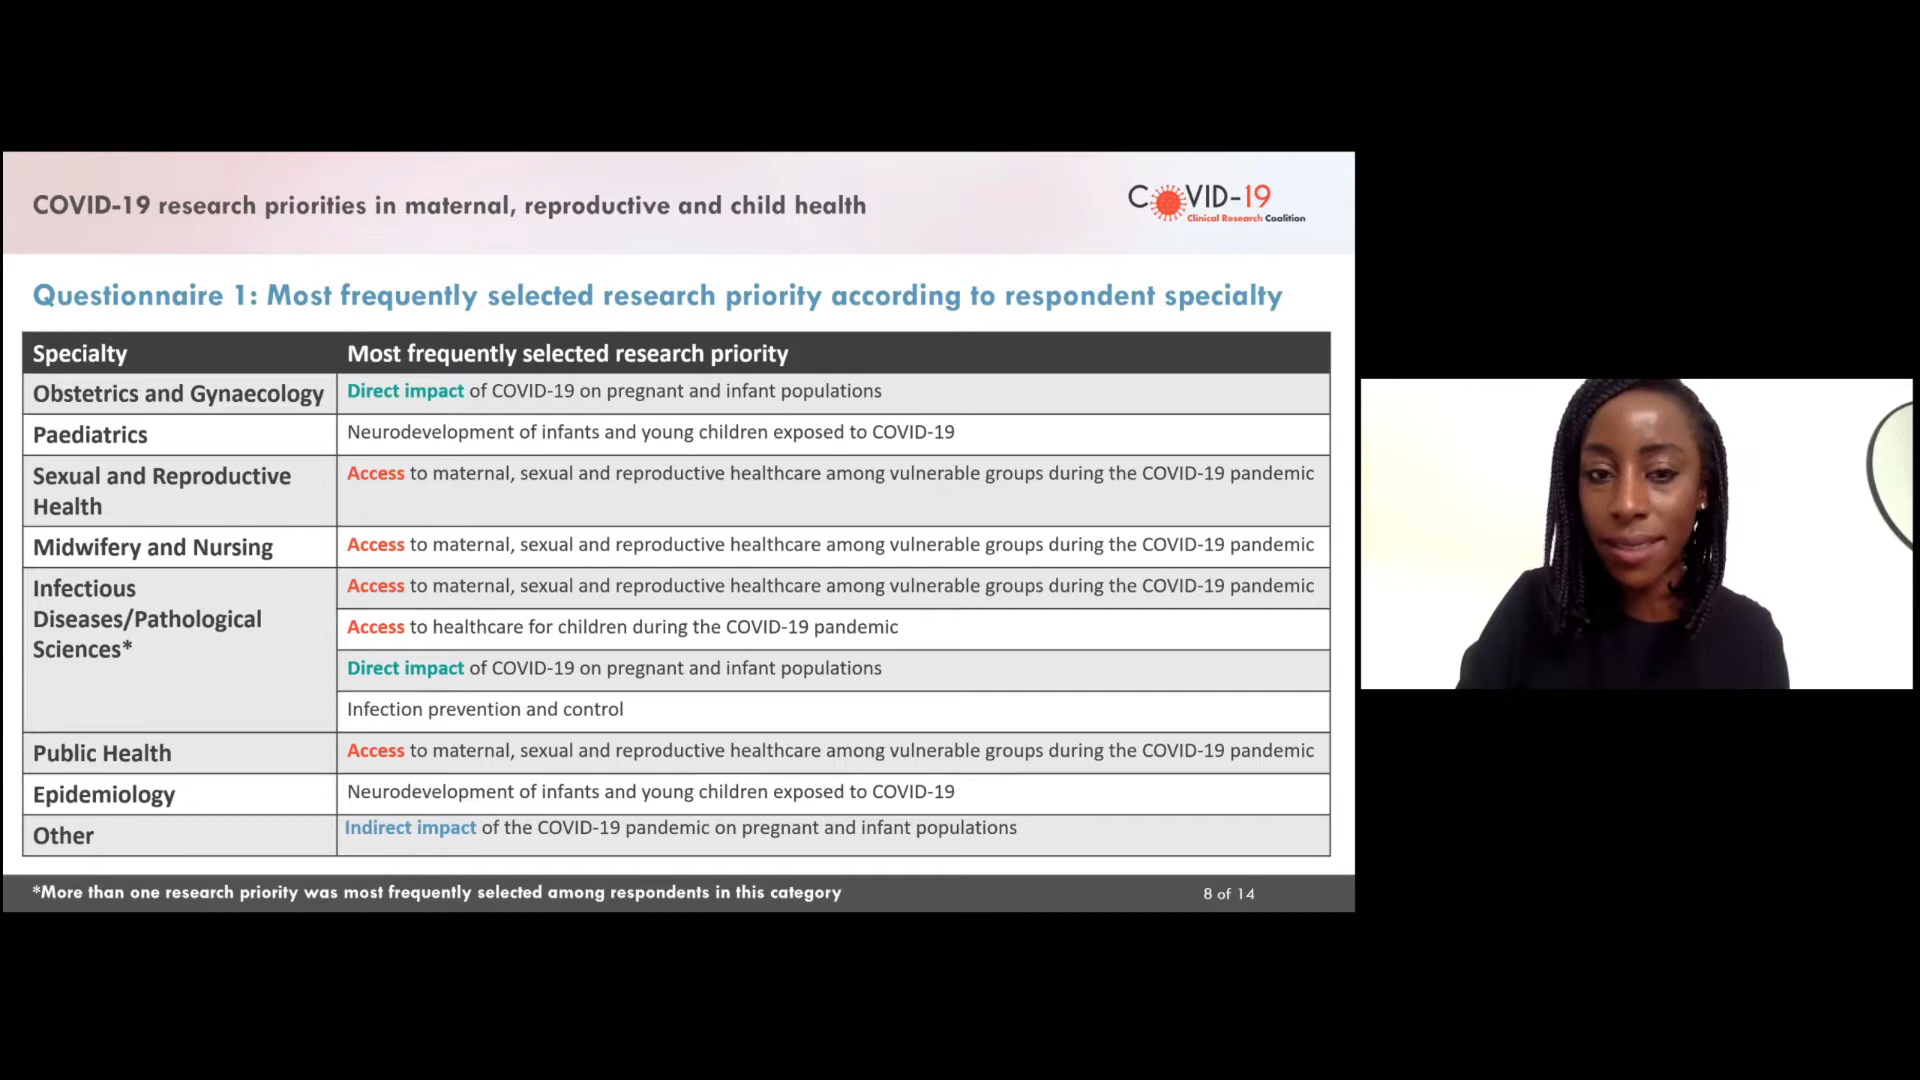 COVID-19 research priorities in maternal, reproductive and child health
COVID-19
Clinical Research Coalition
Questionnaire 1: Most frequently selected research priority according to respondent specialty
Specialty Most frequently selected research priority
Obstetrics and Gynaecology Direct impact of COVID-19 on pregnant and infant populations
Paediatrics Neurodevelopment of infants and young children exposed to COVID-19
Sexual and Reproductive
Health
Access to maternal, sexual and reproductive healthcare among vulnerable groups during the COVID-19 pandemic
Midwifery and Nursing Access to maternal, sexual and reproductive healthcare among vulnerable groups during the COVID-19 pandemic
Infectious
Diseases/Pathological
Sciences*
Access to maternal, sexual and reproductive healthcare among vulnerable groups during the COVID-19 pandemic
Access to healthcare for children during the COVID-19 pandemic
Direct impact of COVID-19 on pregnant and infant populations
Infection prevention and control
Public Health Access to maternal, sexual and reproductive healthcare among vulnerable groups during the COVID-19 pandemic
Epidemiology Neurodevelopment of infants and young children exposed to COVID-19
Other Indirect impact of the COVID-19 pandemic on pregnant and infant populations
*More than one research priority was most frequently selected among respondents in this category
8 of 14